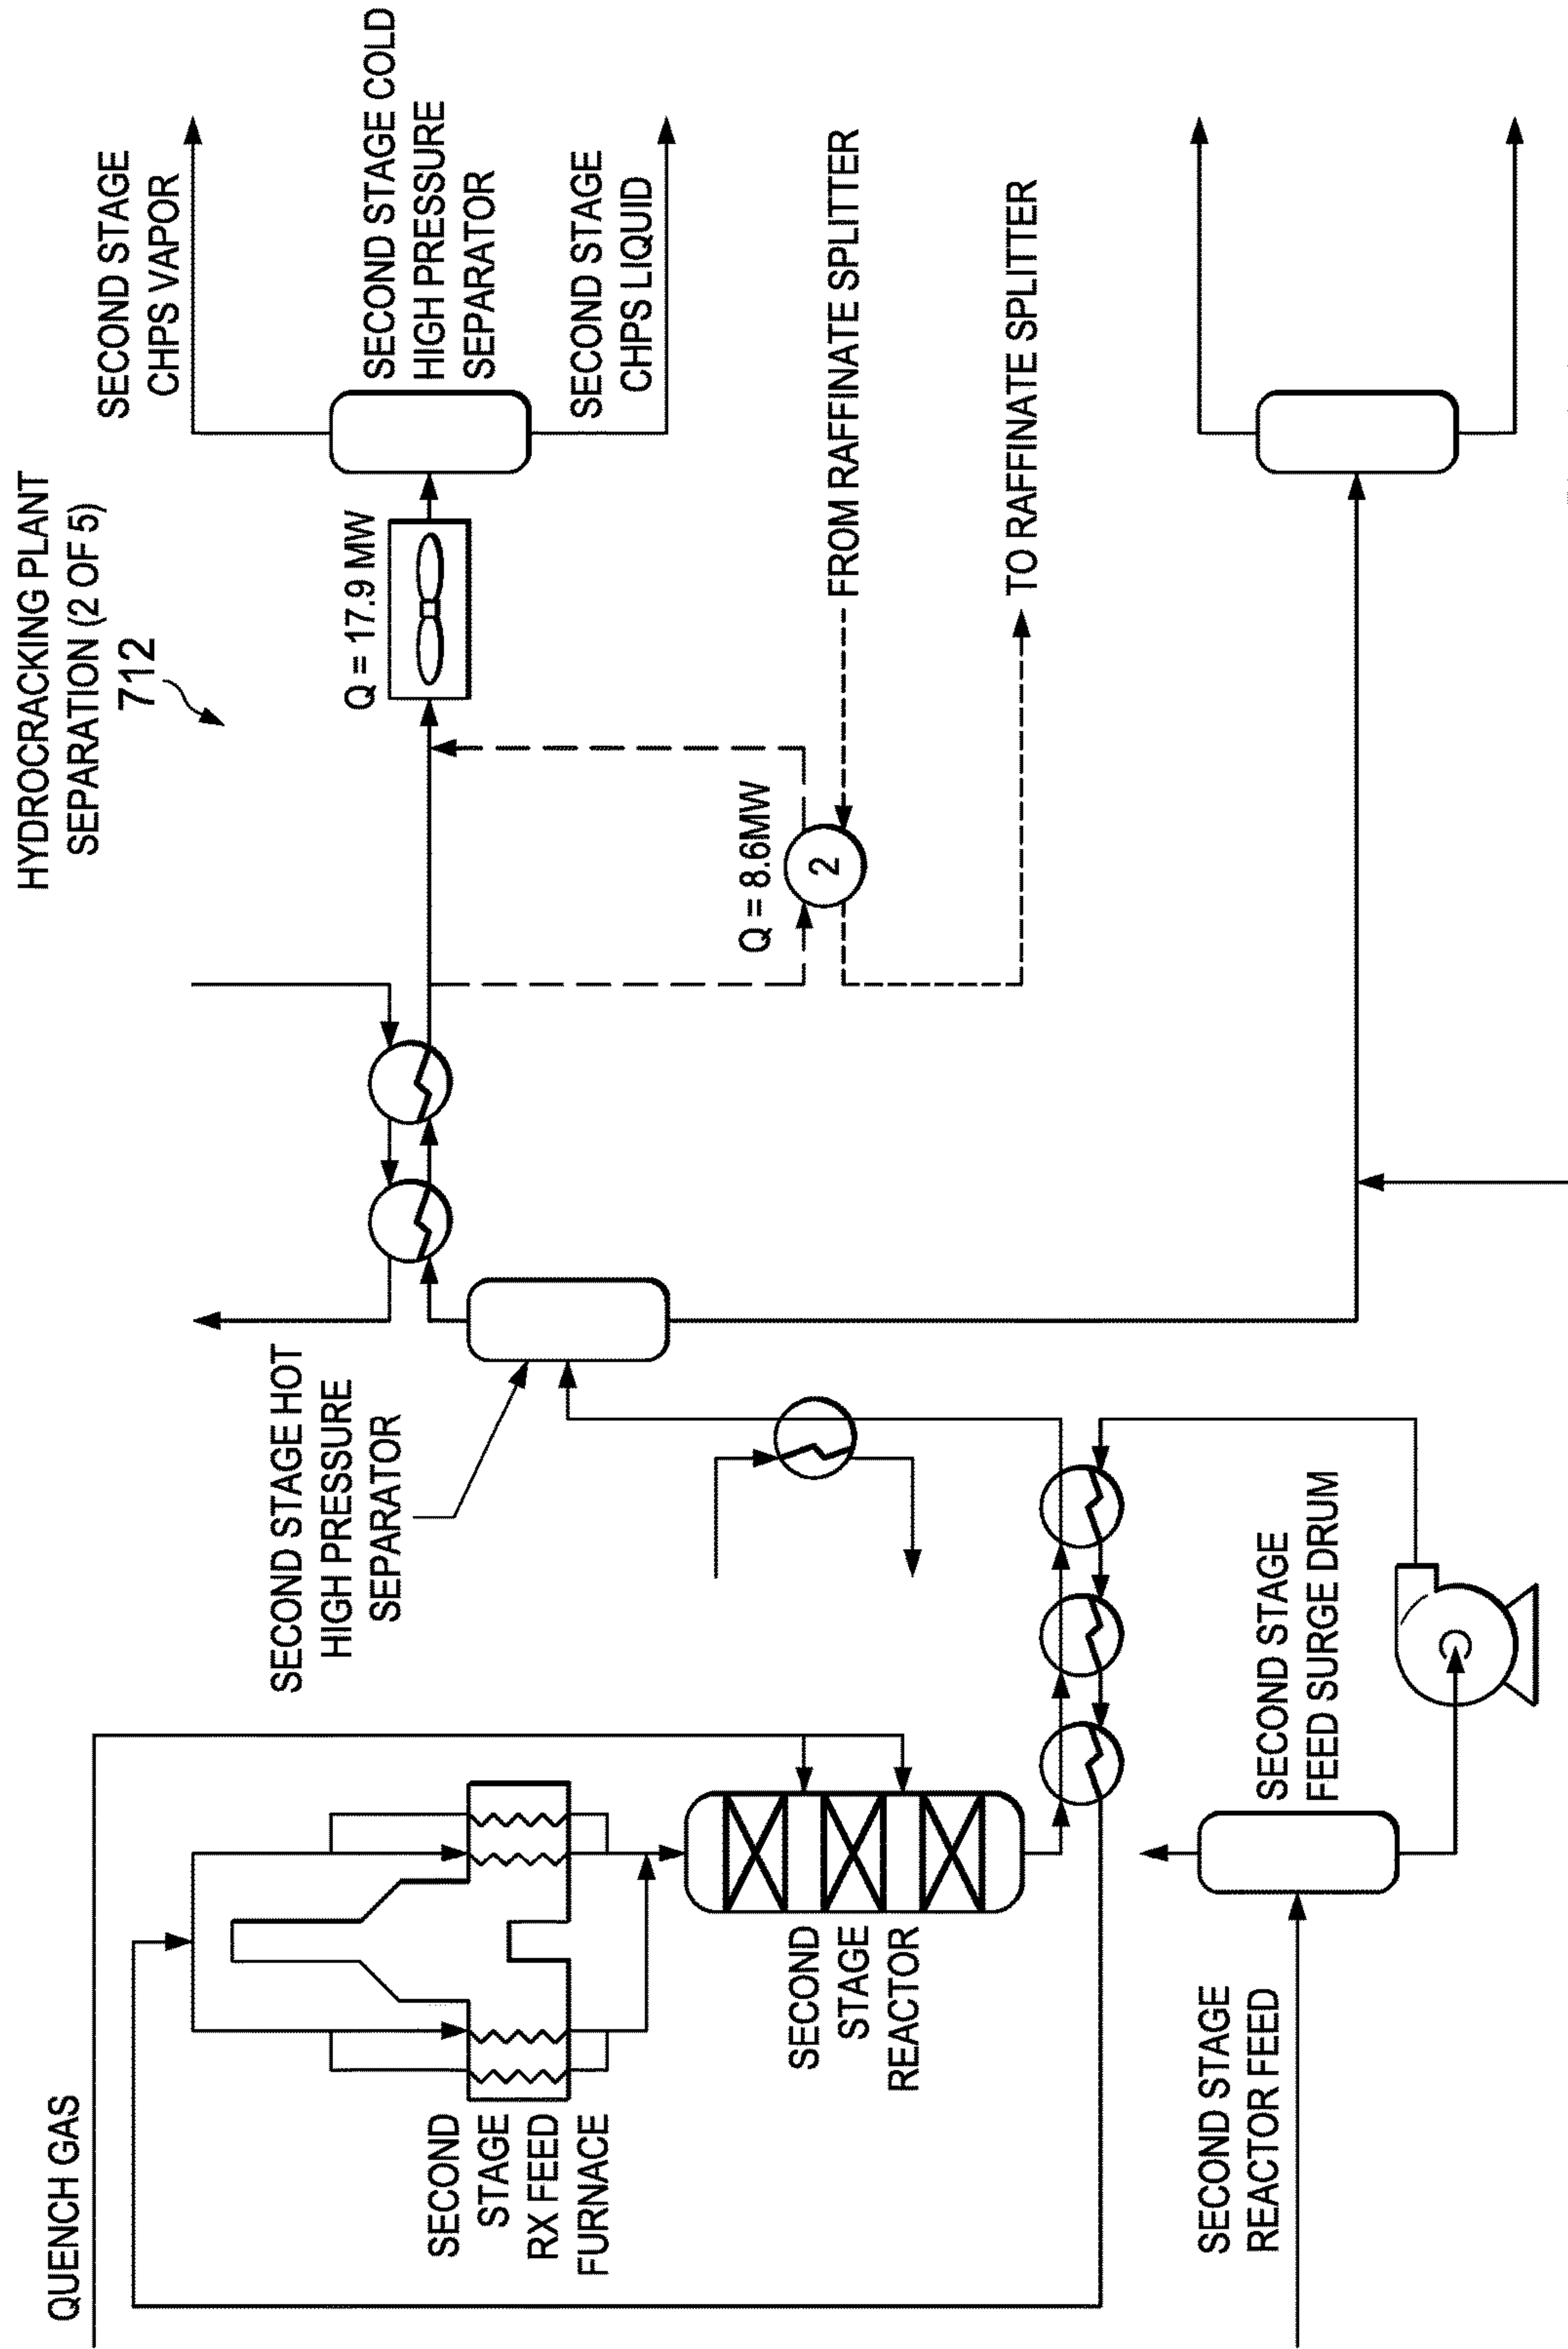 HYDROCRACKING PLANT
SEPARATION (2 OF 5)
712
QUENCH GAS
SECOND
STAGE
RX FEED
FURNACE
SECOND STAGE HOT
HIGH PRESSURE
SEPARATOR
SECOND STAGE
CHPS VAPOR
Q = 17.9 MW
SECOND STAGE COLD
HIGH PRESSURE
SEPARATOR
SECOND STAGE
CHPS LIQUID
Q = 8.6MW
2
FROM RAFFINATE SPLITTER
TO RAFFINATE SPLITTER
SECOND
STAGE
REACTOR
SECOND STAGE
REACTOR FEED
SECOND STAGE
FEED SURGE DRUM